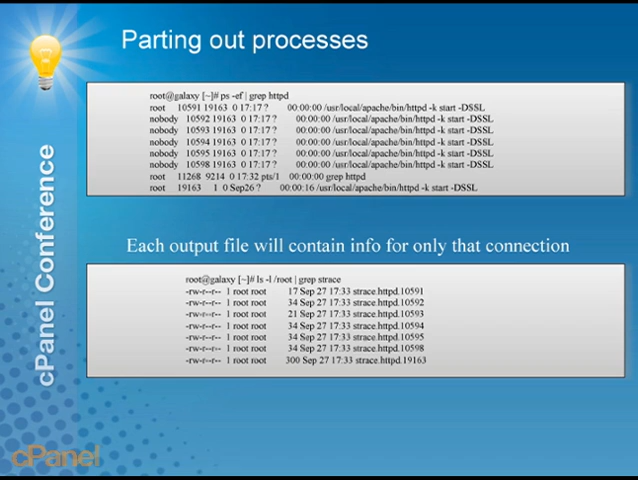 Parting out processes
root@galaxy [~]# ps -ef | grep httpd
root 10591 19163 0 17:17 ? 00:00:00 /usr/local/apache/bin/httpd -k start -DSSL
nobody 10592 19163 0 17:17 ? 00:00:00 /usr/local/apache/bin/httpd -k start -DSSL
nobody 10593 19163 0 17:17 ? 00:00:00 /usr/local/apache/bin/httpd -k start -DSSL
nobody 10594 19163 0 17:17 ? 00:00:00 /usr/local/apache/bin/httpd -k start -DSSL
nobody 10595 19163 0 17:17 ? 00:00:00 /usr/local/apache/bin/httpd -k start -DSSL
nobody 10598 19163 0 17:17 ? 00:00:00 /usr/local/apache/bin/httpd -k start -DSSL
root 11268 9214 0 17:32 pts/1 00:00:00 grep httpd
root 19163 1 0 Sep26 ? 00:00:16 /usr/local/apache/bin/httpd -k start -DSSL
Each output file will contain info for only that connection
root@galaxy [~]# ls -l /root | grep strace
-rw-r--r-- 1 root root 17 Sep 27 17:33 strace.httpd.10591
-rw-r--r-- 1 root root 34 Sep 27 17:33 strace.httpd.10592
-rw-r--r-- 1 root root 21 Sep 27 17:33 strace.httpd.10593
-rw-r--r-- 1 root root 34 Sep 27 17:33 strace.httpd.10594
-rw-r--r-- 1 root root 34 Sep 27 17:33 strace.httpd.10595
-rw-r--r-- 1 root root 34 Sep 27 17:33 strace.httpd.10598
-rw-r--r-- 1 root root 300 Sep 27 17:33 strace.httpd.19163
cPanel Conference
cPanel